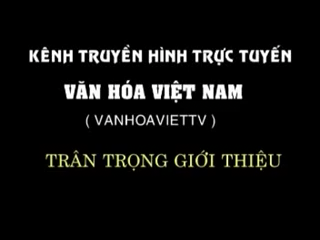 KÊNH TRUYỀN HÌNH TRỰC TUYẾN
VĂN HÓA VIỆT NAM
( VANHOAVIETTV )
TRÂN TRỌNG GIỚI THIỆU